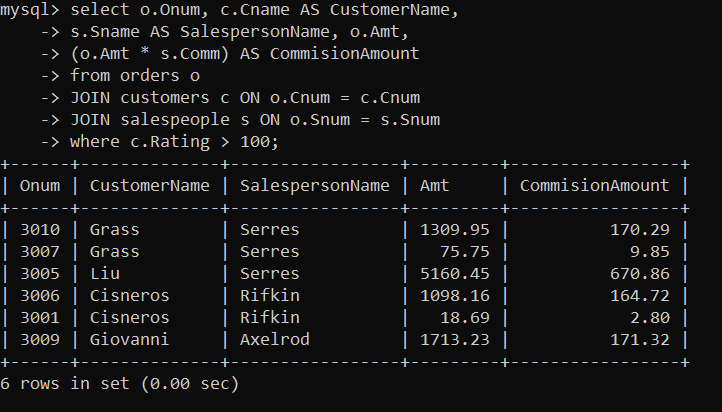 mysql> select o.Onum, c.Cname AS CustomerName,
    -> s.Sname AS SalespersonName, o.Amt,
    -> (o.Amt * s.Comm) AS CommisionAmount
    -> from orders o
    -> JOIN customers c ON o.Cnum = c.Cnum
    -> JOIN salespeople s ON o.Snum = s.Snum
    -> where c.Rating > 100;
+------+--------------+-----------------+---------+-----------------+
| Onum | CustomerName | SalespersonName | Amt     | CommisionAmount |
+------+--------------+-----------------+---------+-----------------+
| 3010 | Grass        | Serres          | 1309.95 |          170.29 |
| 3007 | Grass        | Serres          |   75.75 |            9.85 |
| 3005 | Liu          | Serres          | 5160.45 |          670.86 |
| 3006 | Cisneros     | Rifkin          | 1098.16 |          164.72 |
| 3001 | Cisneros     | Rifkin          |   18.69 |            2.80 |
| 3009 | Giovanni     | Axelrod         | 1713.23 |          171.32 |
+------+--------------+-----------------+---------+-----------------+
6 rows in set (0.00 sec)